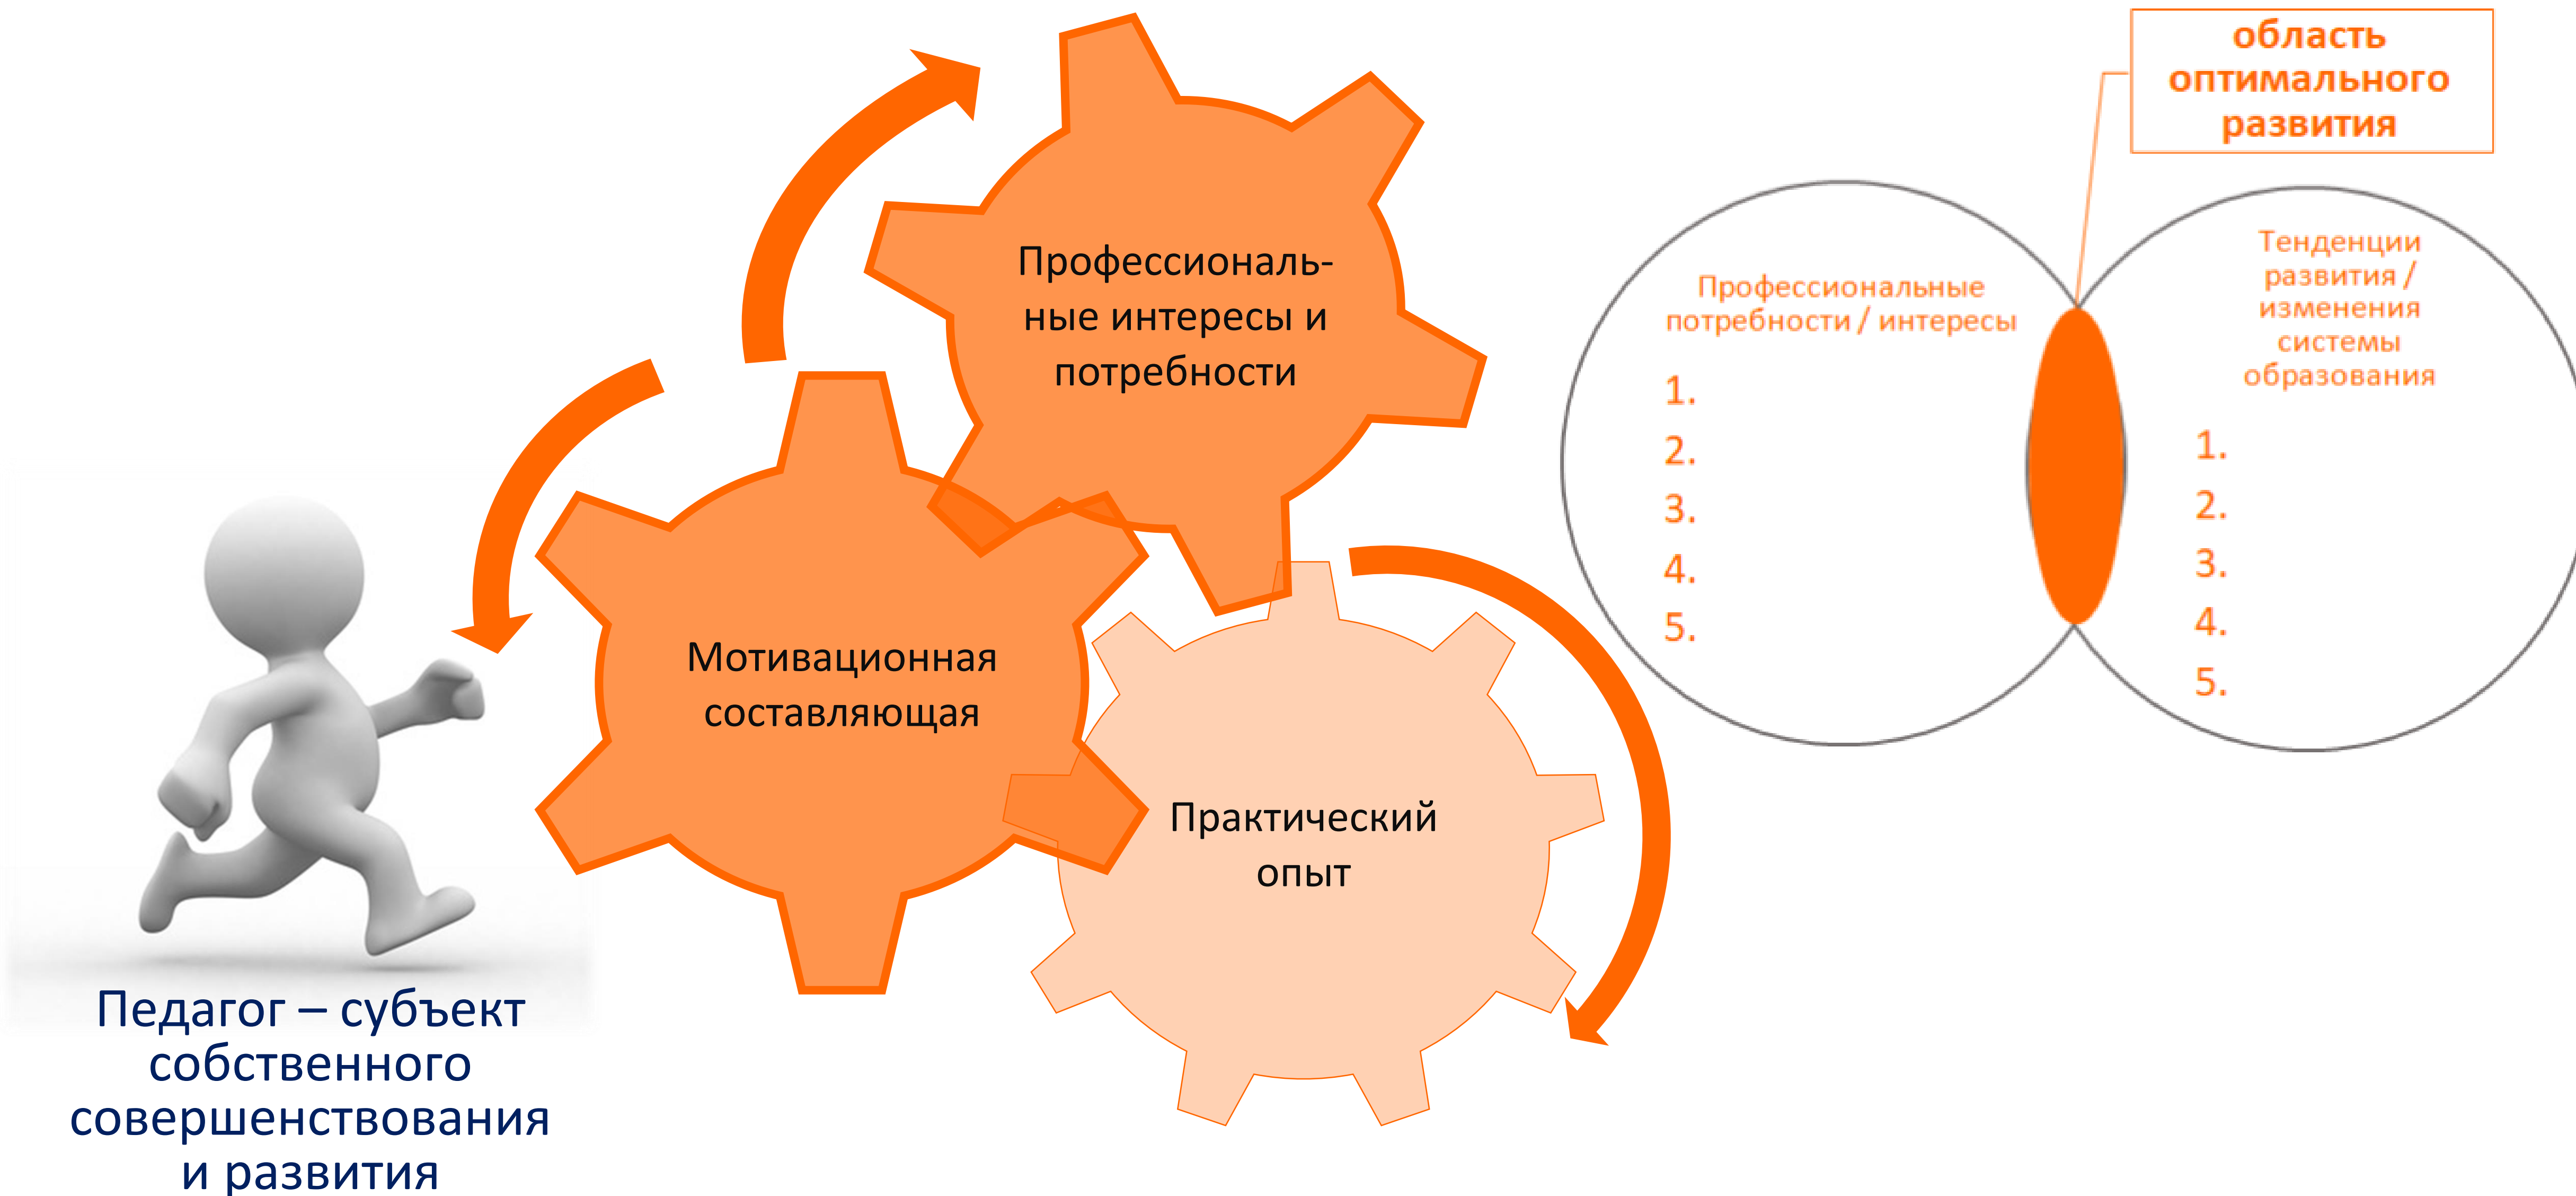 Профессиональ-
ные интересы и
потребности
Мотивационная
составляющая
Практический
опыт
Педагог – субъект
собственного
совершенствования
и развития
область
оптимального
развития
Профессиональные
потребности / интересы
1.
2.
3.
4.
5.
Тенденции
развития /
изменения
системы
образования
1.
2.
3.
4.
5.